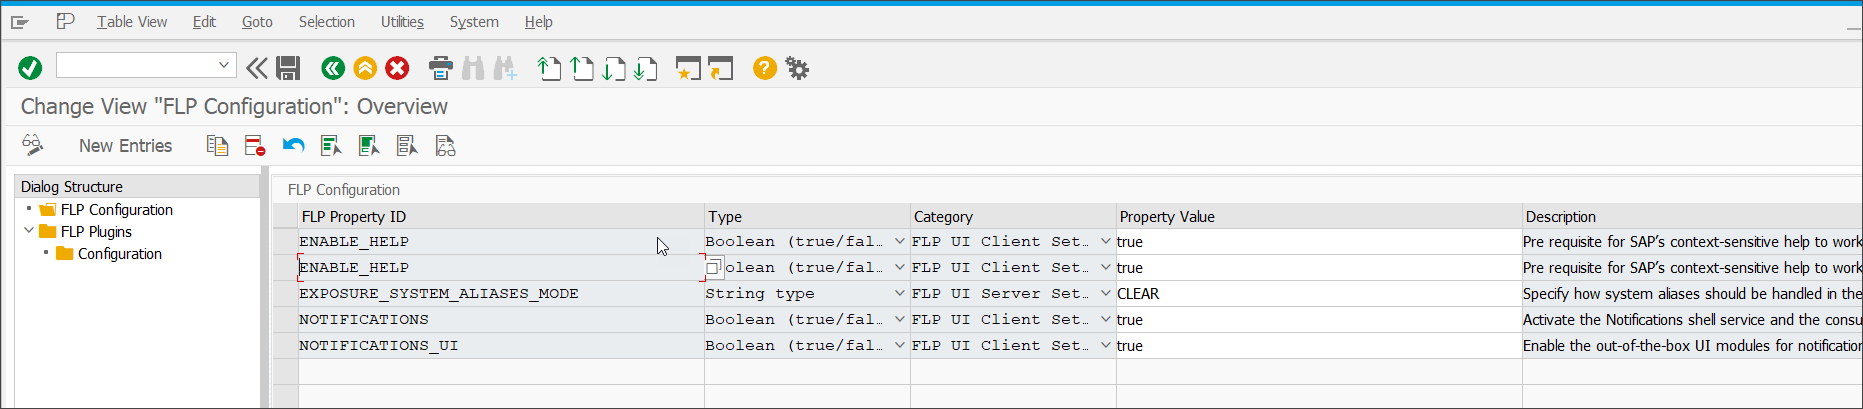 Table View Edit Goto Selection Utilities System Help
Change View "FLP Configuration": Overview
New Entries
Dialog Structure
FLP Configuration
FLP Plugins
Configuration
FLP Configuration
FLP Property ID Type Category Property Value Description
ENABLE_HELP Boolean (true/fal… FLP UI Client Set… true Pre requisite for SAP's context-sensitive help to work
ENABLE_HELP olean (true/fal… FLP UI Client Set… true Pre requisite for SAP's context-sensitive help to work
EXPOSURE_SYSTEM_ALIASES_MODE String type FLP UI Server Set… CLEAR Specify how system aliases should be handled in the
NOTIFICATIONS Boolean (true/fal… FLP UI Client Set… true Activate the Notifications shell service and the consu
NOTIFICATIONS_UI Boolean (true/fal… FLP UI Client Set… true Enable the out-of-the-box UI modules for notification